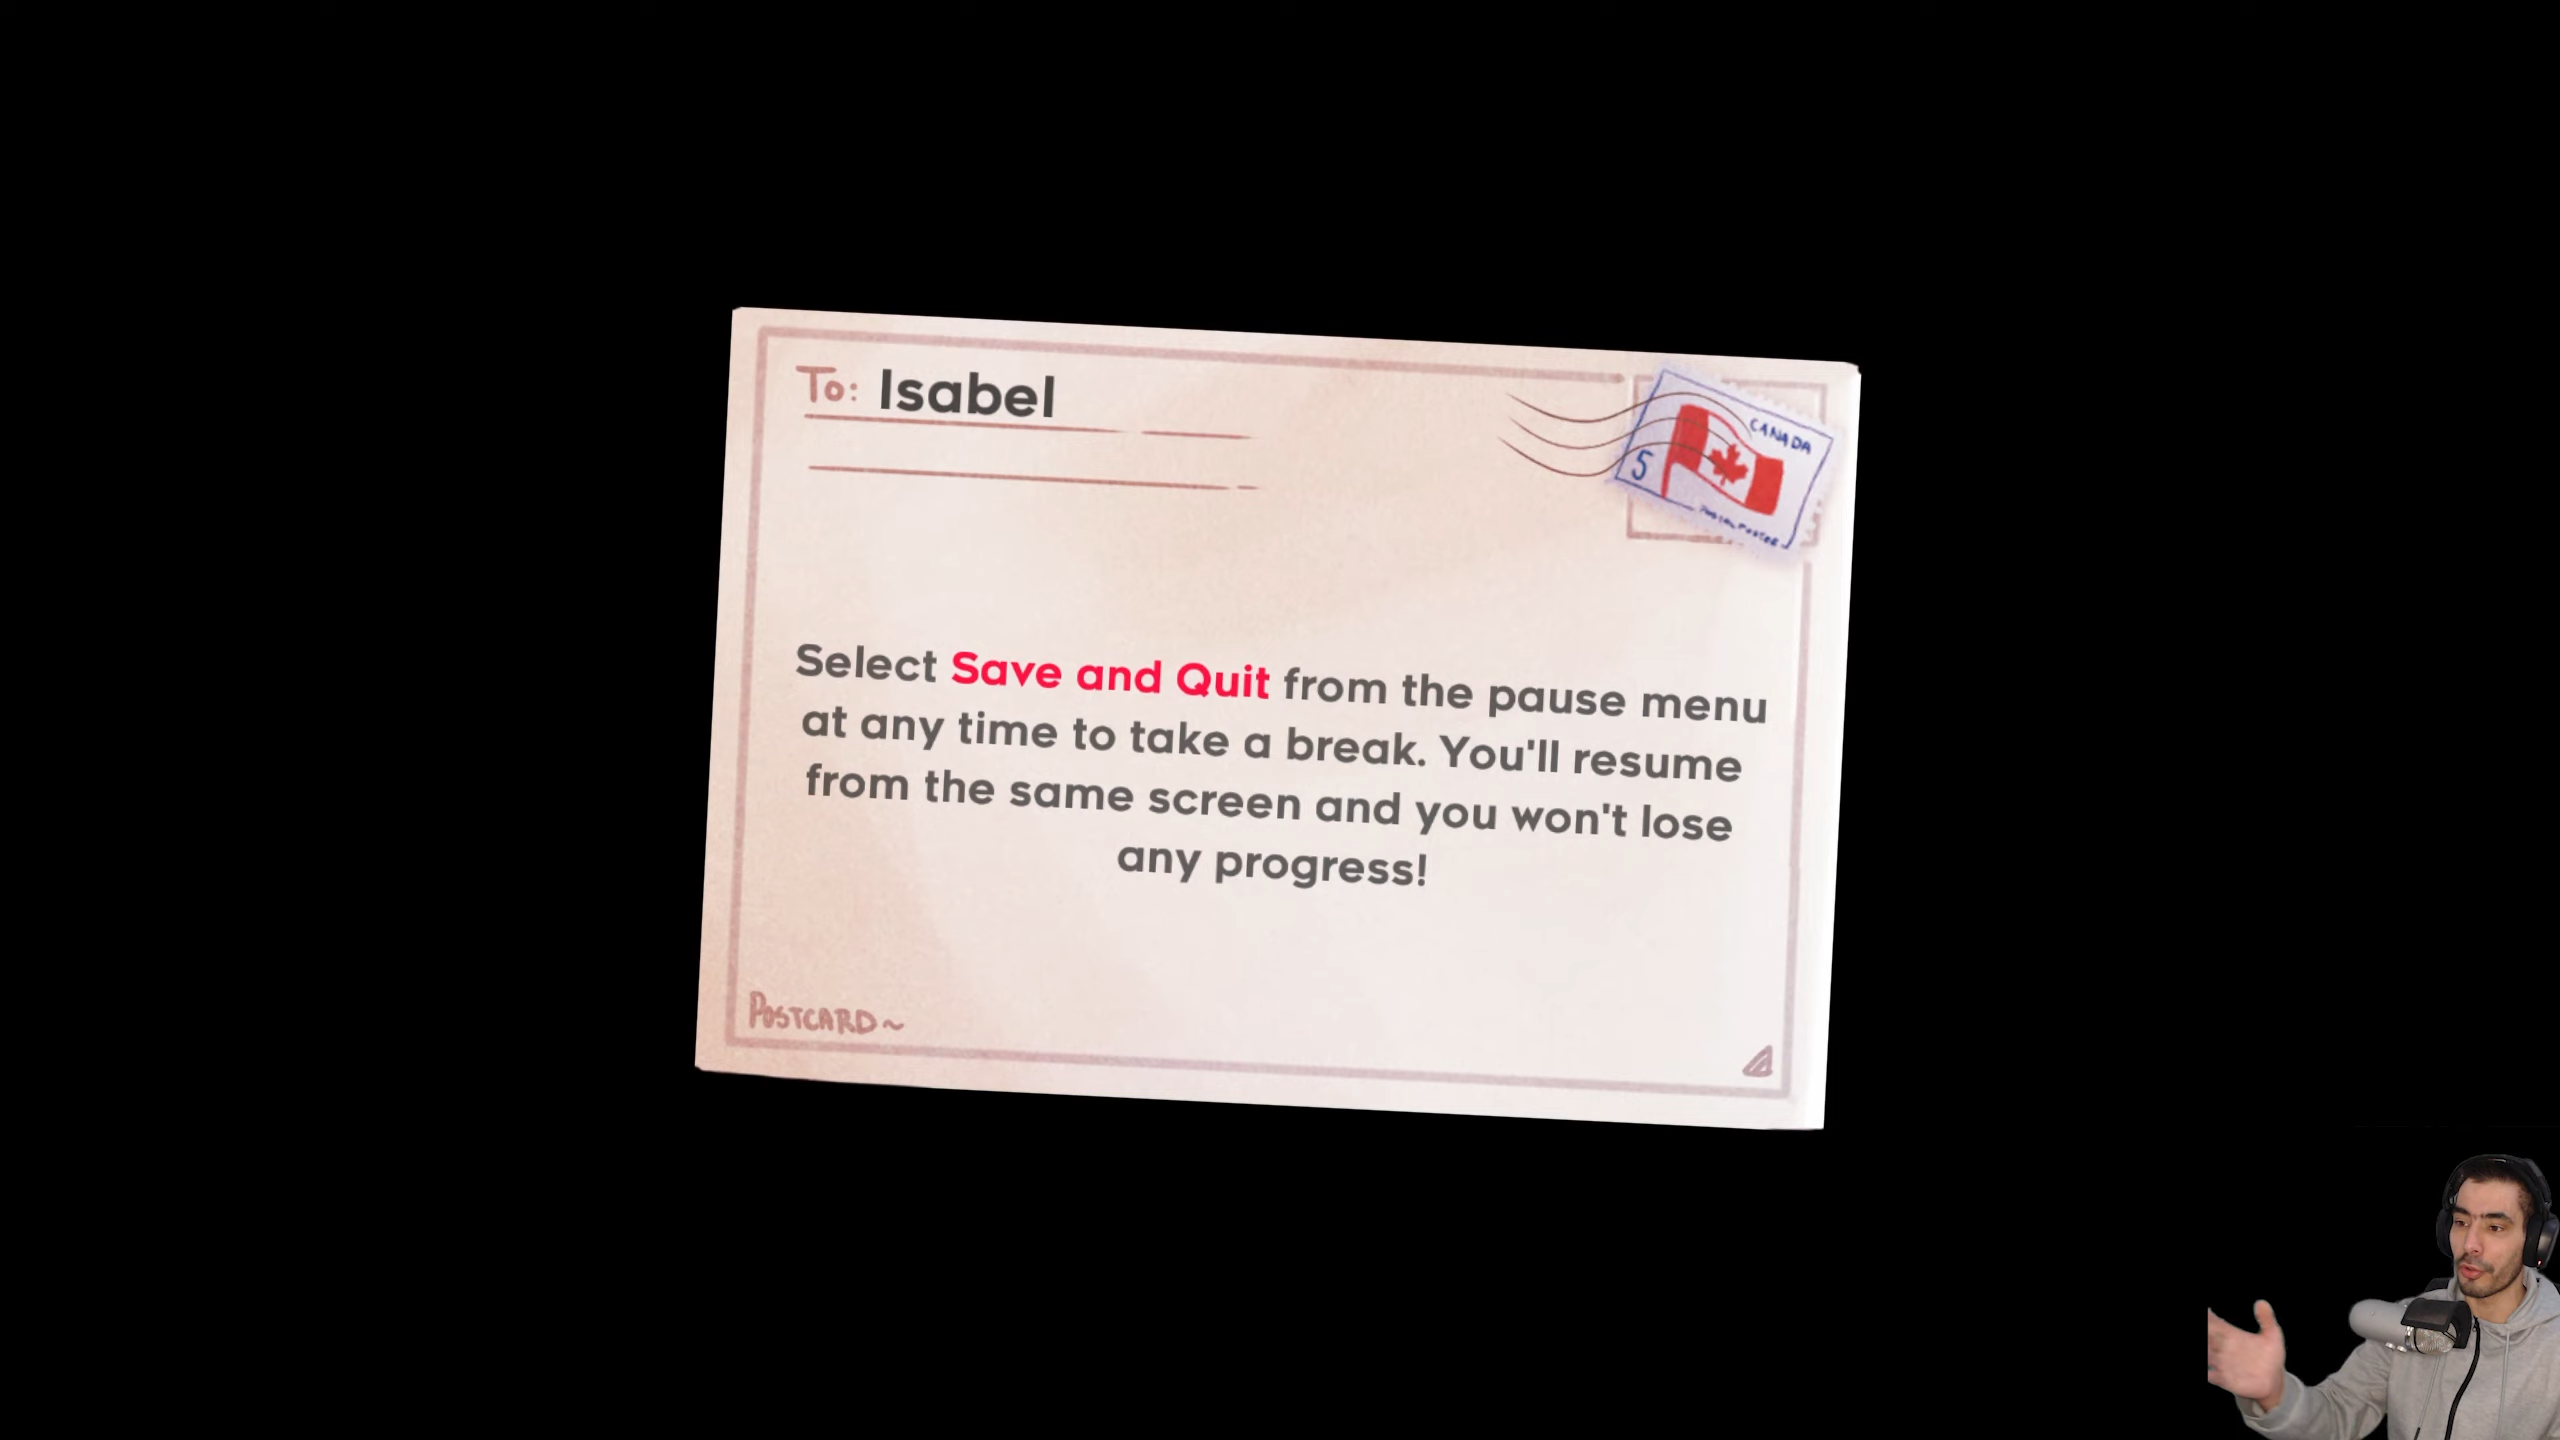 To: Isabel
CANADA
5
Select Save and Quit from the pause menu
at any time to take a break. You'll resume
from the same screen and you won't lose
any progress!
POSTCARD~